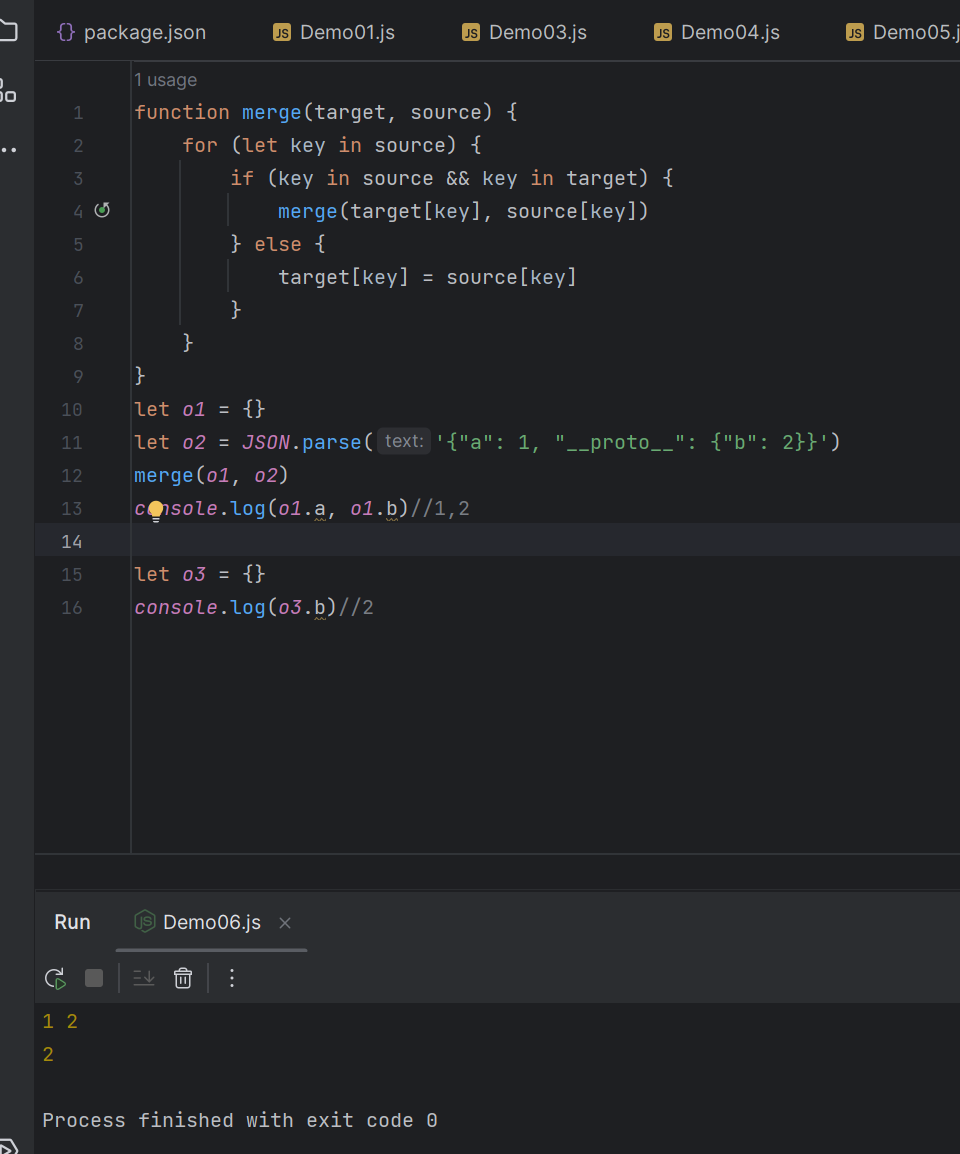 {} package.json JS Demo01.js JS Demo03.js JS Demo04.js JS Demo05.j
1 usage
1 function merge(target, source) {
2     for (let key in source) {
3         if (key in source && key in target) {
4             merge(target[key], source[key])
5         } else {
6             target[key] = source[key]
7         }
8     }
9 }
10 let o1 = {}
11 let o2 = JSON.parse( text: '{"a": 1, "__proto__": {"b": 2}}')
12 merge(o1, o2)
13 console.log(o1.a, o1.b)//1,2
14
15 let o3 = {}
16 console.log(o3.b)//2
Run JS Demo06.js
1 2
2
Process finished with exit code 0